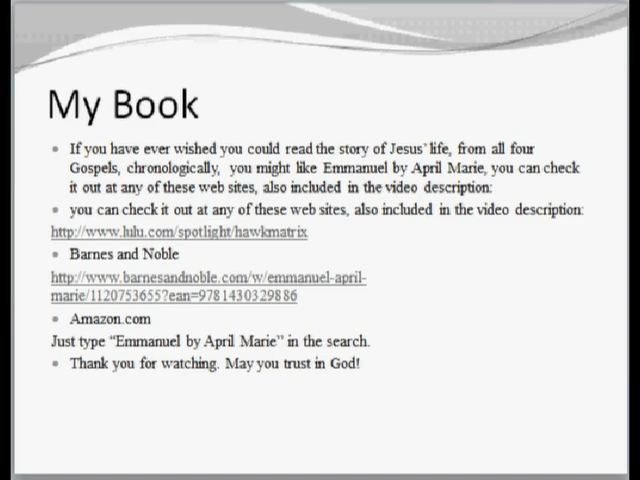 My Book
If you have ever wished you could read the story of Jesus' life, from all four
Gospels, chronologically, you might like Emmanuel by April Marie, you can check
it out at any of these web sites, also included in the video description:
you can check it out at any of these web sites, also included in the video description:
http://www.lulu.com/spotlight/hawkmatrix
Barnes and Noble
http://www.barnesandnoble.com/w/emmanuel-april-
marie/1120753655?ean=9781430329886
Amazon.com
Just type “Emmanuel by April Marie” in the search.
Thank you for watching. May you trust in God!